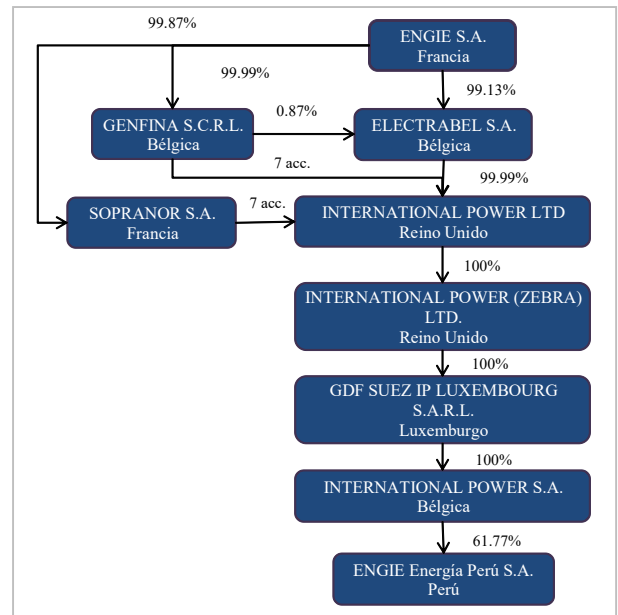 99.87%
ENGIE S.A.
Francia
99.99%
99.13%
GENFINA S.C.R.L.
Bélgica
0.87%
ELECTRABEL S.A.
Bélgica
7 acc.
99.99%
SOPRANOR S.A.
Francia
7 acc.
INTERNATIONAL POWER LTD
Reino Unido
100%
INTERNATIONAL POWER (ZEBRA)
LTD.
Reino Unido
100%
GDF SUEZ IP LUXEMBOURG
S.A.R.L.
Luxemburgo
100%
INTERNATIONAL POWER S.A.
Bélgica
61.77%
ENGIE Energía Perú S.A.
Perú